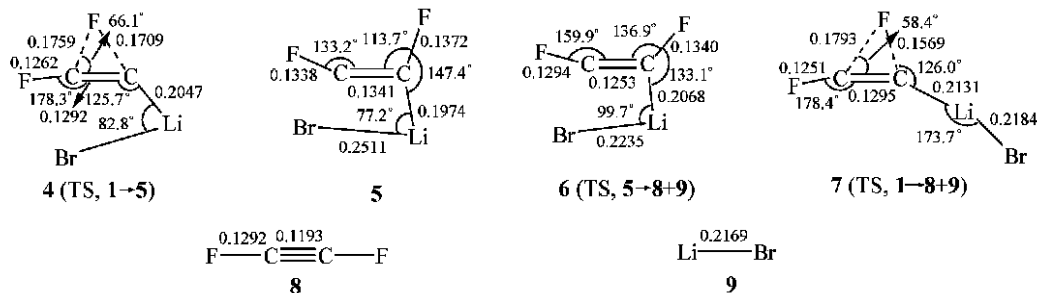 F 66.1°
0.1759 0.1709
0.1262
F C C
178.3° 125.7°
0.1292
0.2047
82.8° Li
Br
4 (TS, 1→5)
F
133.2° 113.7° 0.1372
F
0.1338 C C
0.1341 147.4°
77.2° 0.1974
Br Li
0.2511
5
F
159.9° 136.9°
F 0.1340
0.1294 C C
0.1253 133.1°
0.2068
99.7° Li
Br
0.2235
6 (TS, 5→8+9)
F 58.4°
0.1793 0.1569
0.1251
F C C 126.0°
178.4° 0.1295 0.2131
Li 0.2184
173.7°
Br
7 (TS, 1→8+9)
0.1292 0.1193
F C C F
8
0.2169
Li Br
9